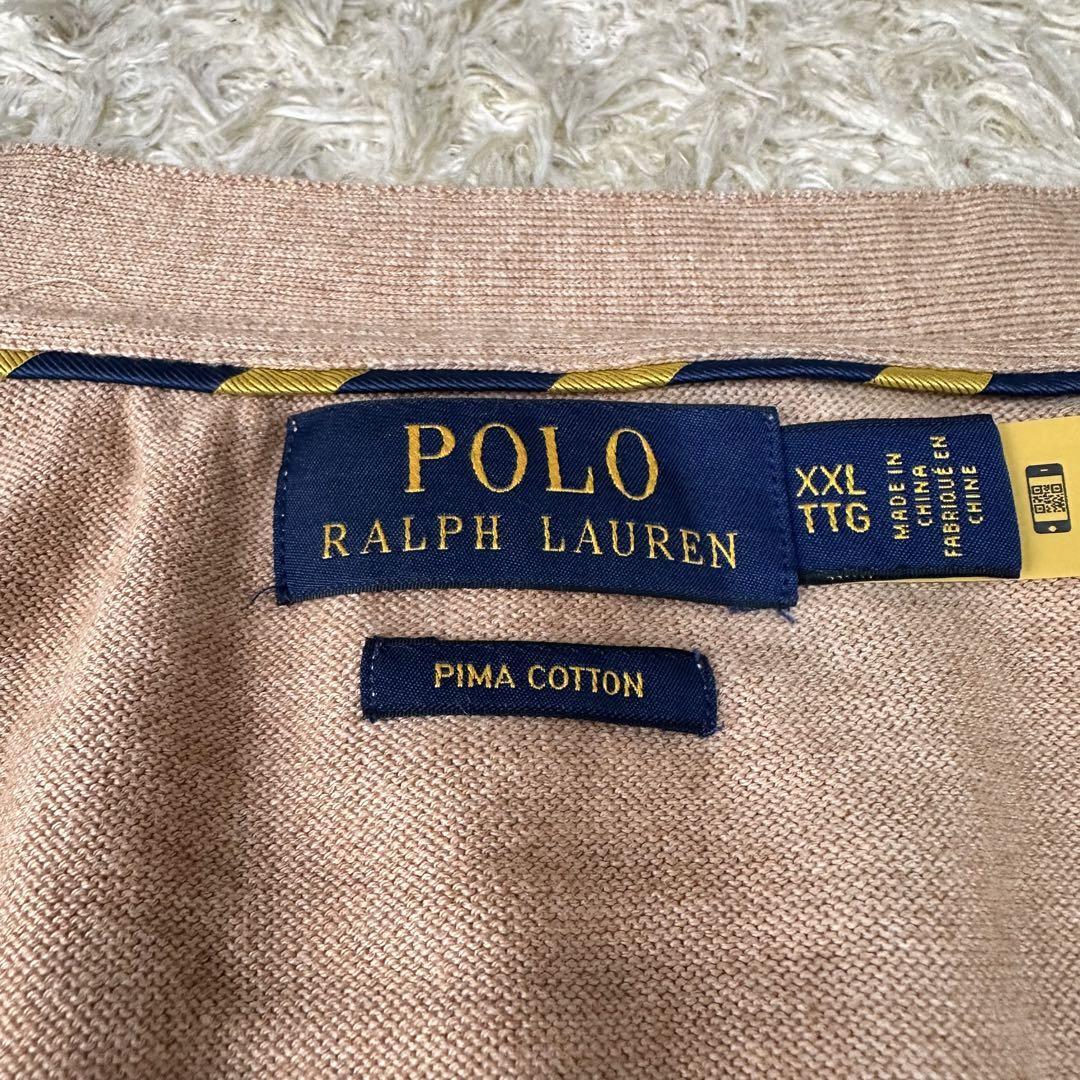 POLO
RALPH LAUREN
XXL
TTG
MADE IN
CHINA
FABRIQUÉ EN
CHINE
PIMA COTTON